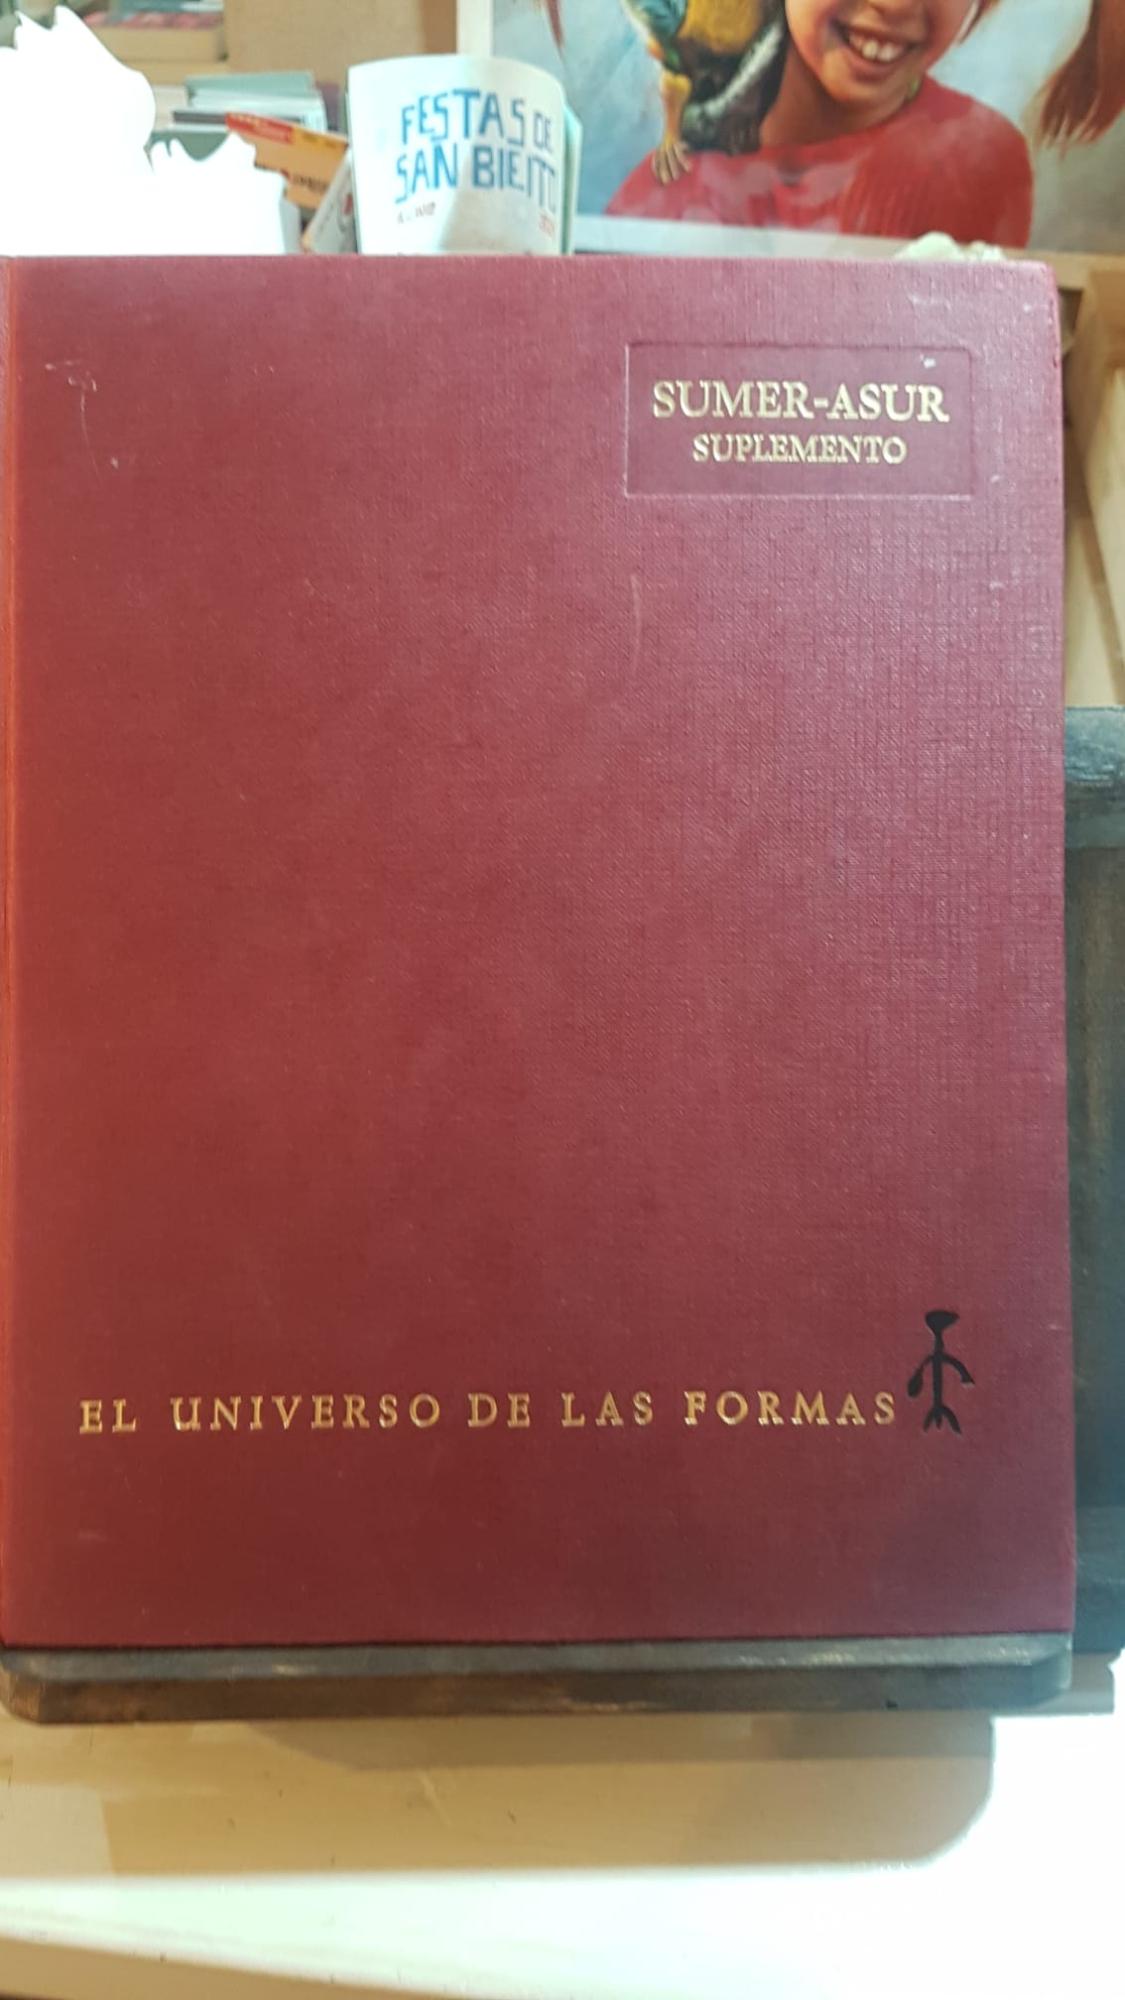 FESTAS DE
SAN BIEITO
SUMER-ASUR
SUPLEMENTO
EL UNIVERSO DE LAS FORMAS